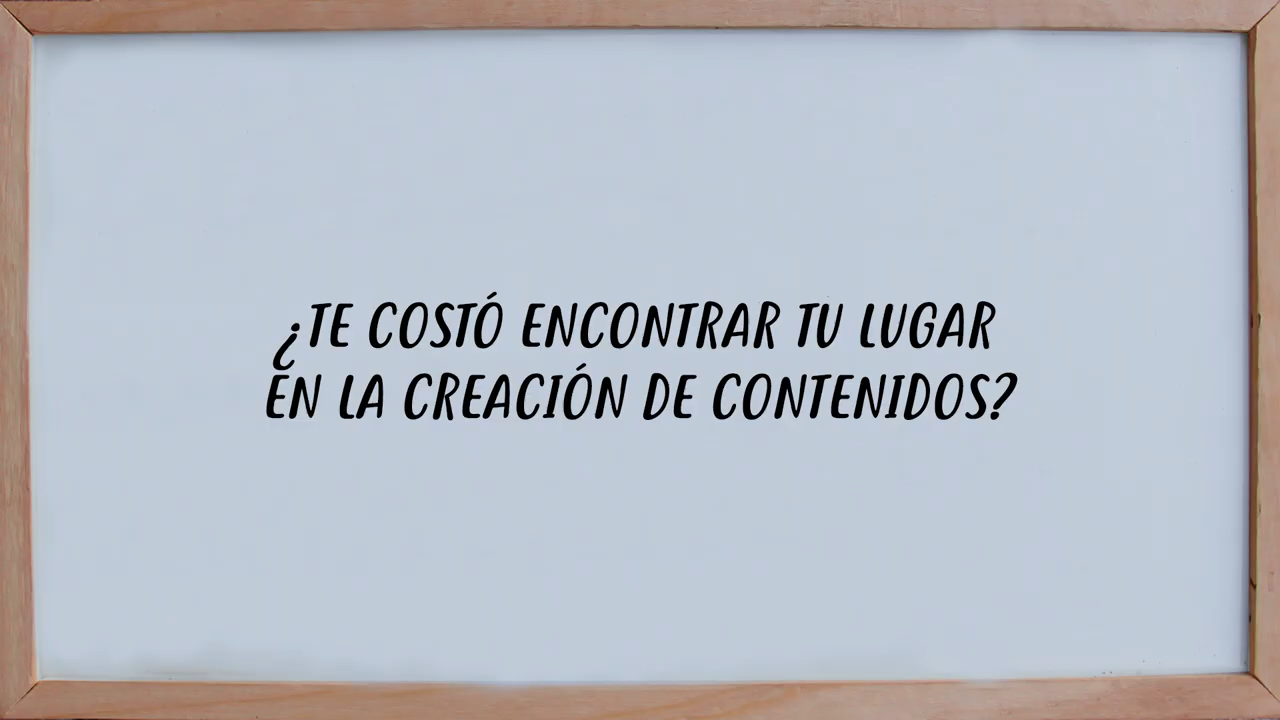 ¿TE COSTÓ ENCONTRAR TU LUGAR
EN LA CREACIÓN DE CONTENIDOS?